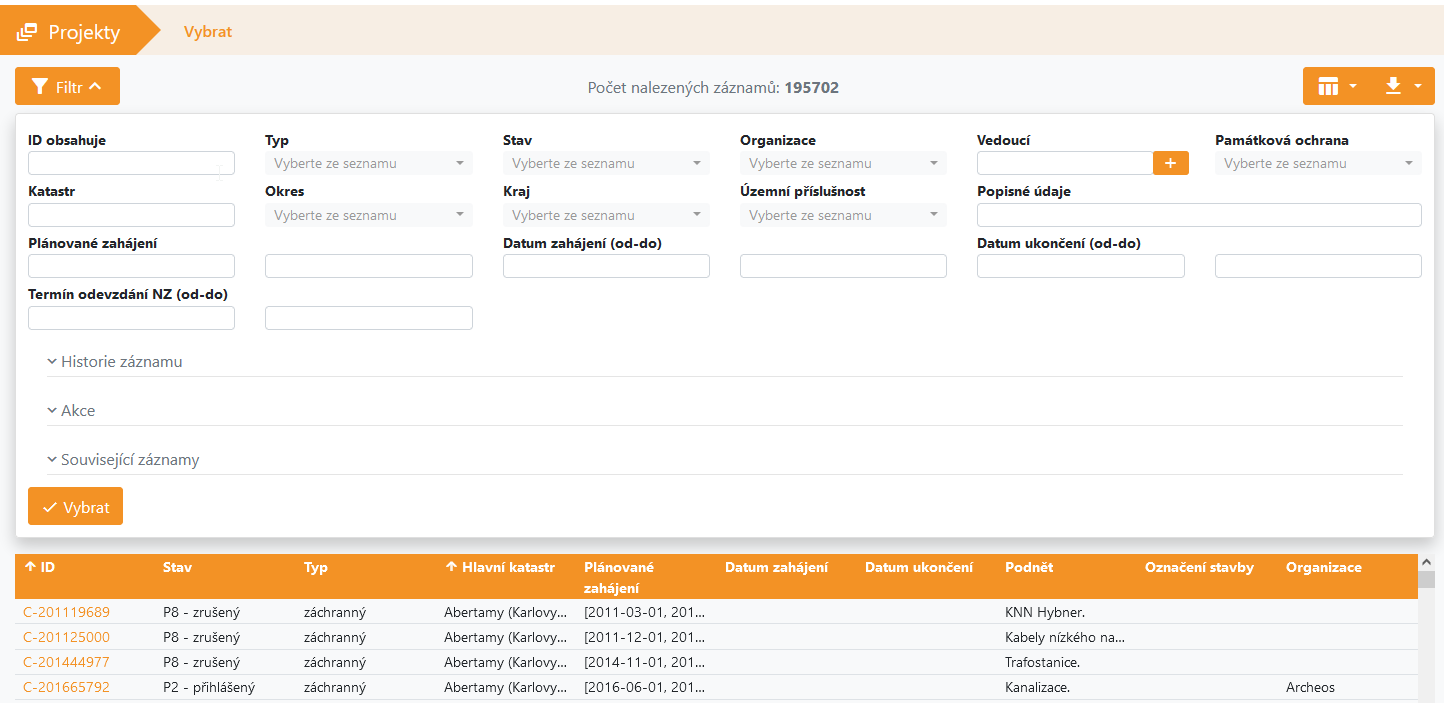 Projekty Vybrat
Filtr Počet nalezených záznamů: 195702
ID obsahuje Typ Stav Organizace Vedoucí Památková ochrana
Vyberte ze seznamu Vyberte ze seznamu Vyberte ze seznamu + Vyberte ze seznamu
Katastr Okres Kraj Územní příslušnost Popisné údaje
Vyberte ze seznamu Vyberte ze seznamu Vyberte ze seznamu
Plánované zahájení Datum zahájení (od-do) Datum ukončení (od-do)
Termín odevzdání NZ (od-do)
Historie záznamu
Akce
Související záznamy
Vybrat
ID Stav Typ Hlavní katastr Plánované zahájení Datum zahájení Datum ukončení Podnět Označení stavby Organizace
C-201119689 P8 - zrušený záchranný Abertamy (Karlovy... [2011-03-01, 201... KNN Hybner.
C-201125000 P8 - zrušený záchranný Abertamy (Karlovy... [2011-12-01, 201... Kabely nízkého na...
C-201444977 P8 - zrušený záchranný Abertamy (Karlovy... [2014-11-01, 201... Trafostanice.
C-201665792 P2 - přihlášený záchranný Abertamy (Karlovy... [2016-06-01, 201... Kanalizace. Archeos